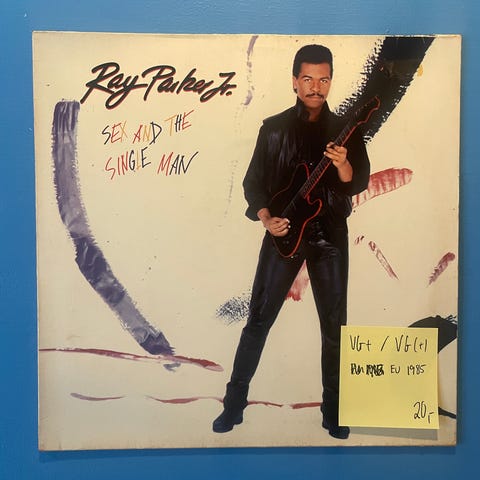 Ray Parker Jr.
SEX AND THE
SINGLE MAN
VG+ / VG(+)
EU 1985
20,-